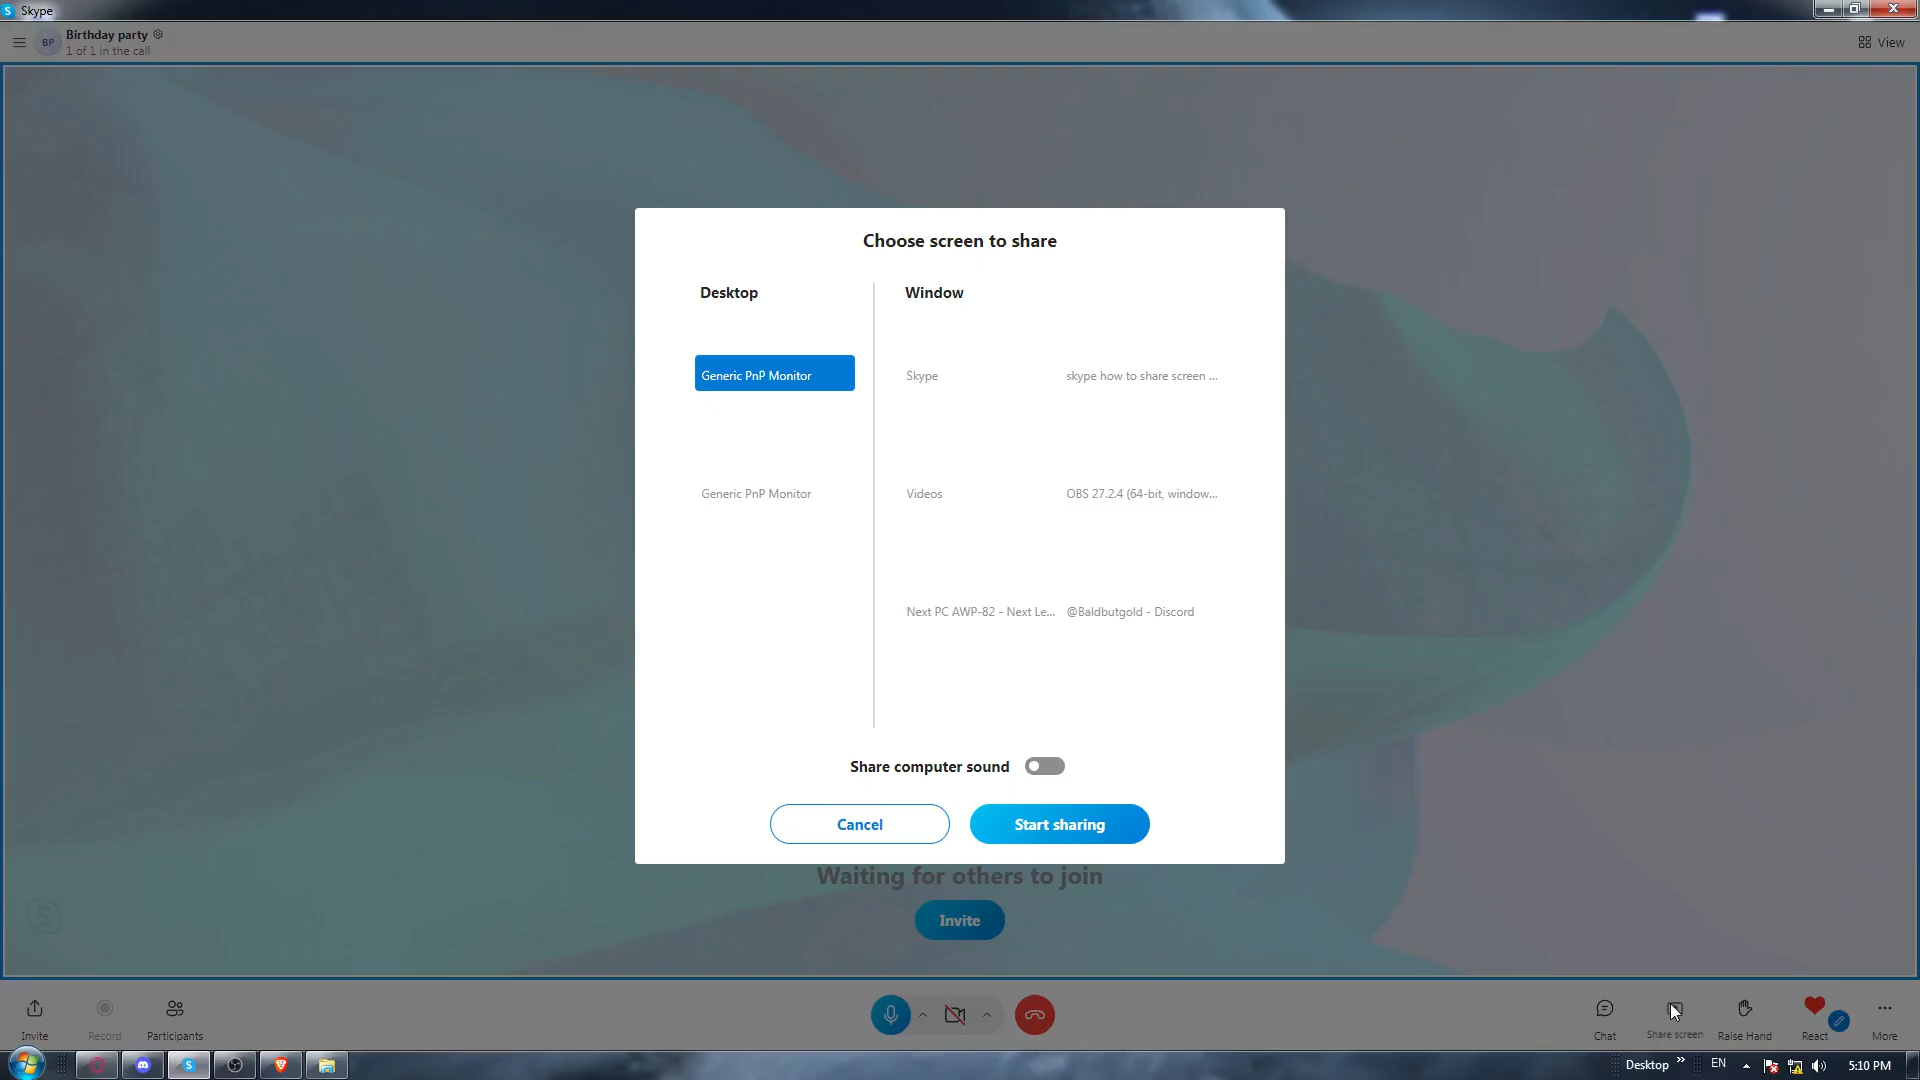 Skype
Birthday party
BP
1 of 1 in the call
View
Choose screen to share
Desktop
Window
Generic PnP Monitor
Skype
skype how to share screen ...
Generic PnP Monitor
Videos
OBS 27.2.4 (64-bit, window...
Next PC AWP-82 - Next Le...
@Baldbutgold - Discord
Share computer sound
Cancel
Start sharing
Waiting for others to join
Invite
Invite
Record
Participants
Chat
Share screen
Raise Hand
React
More
Desktop
EN
5:10 PM